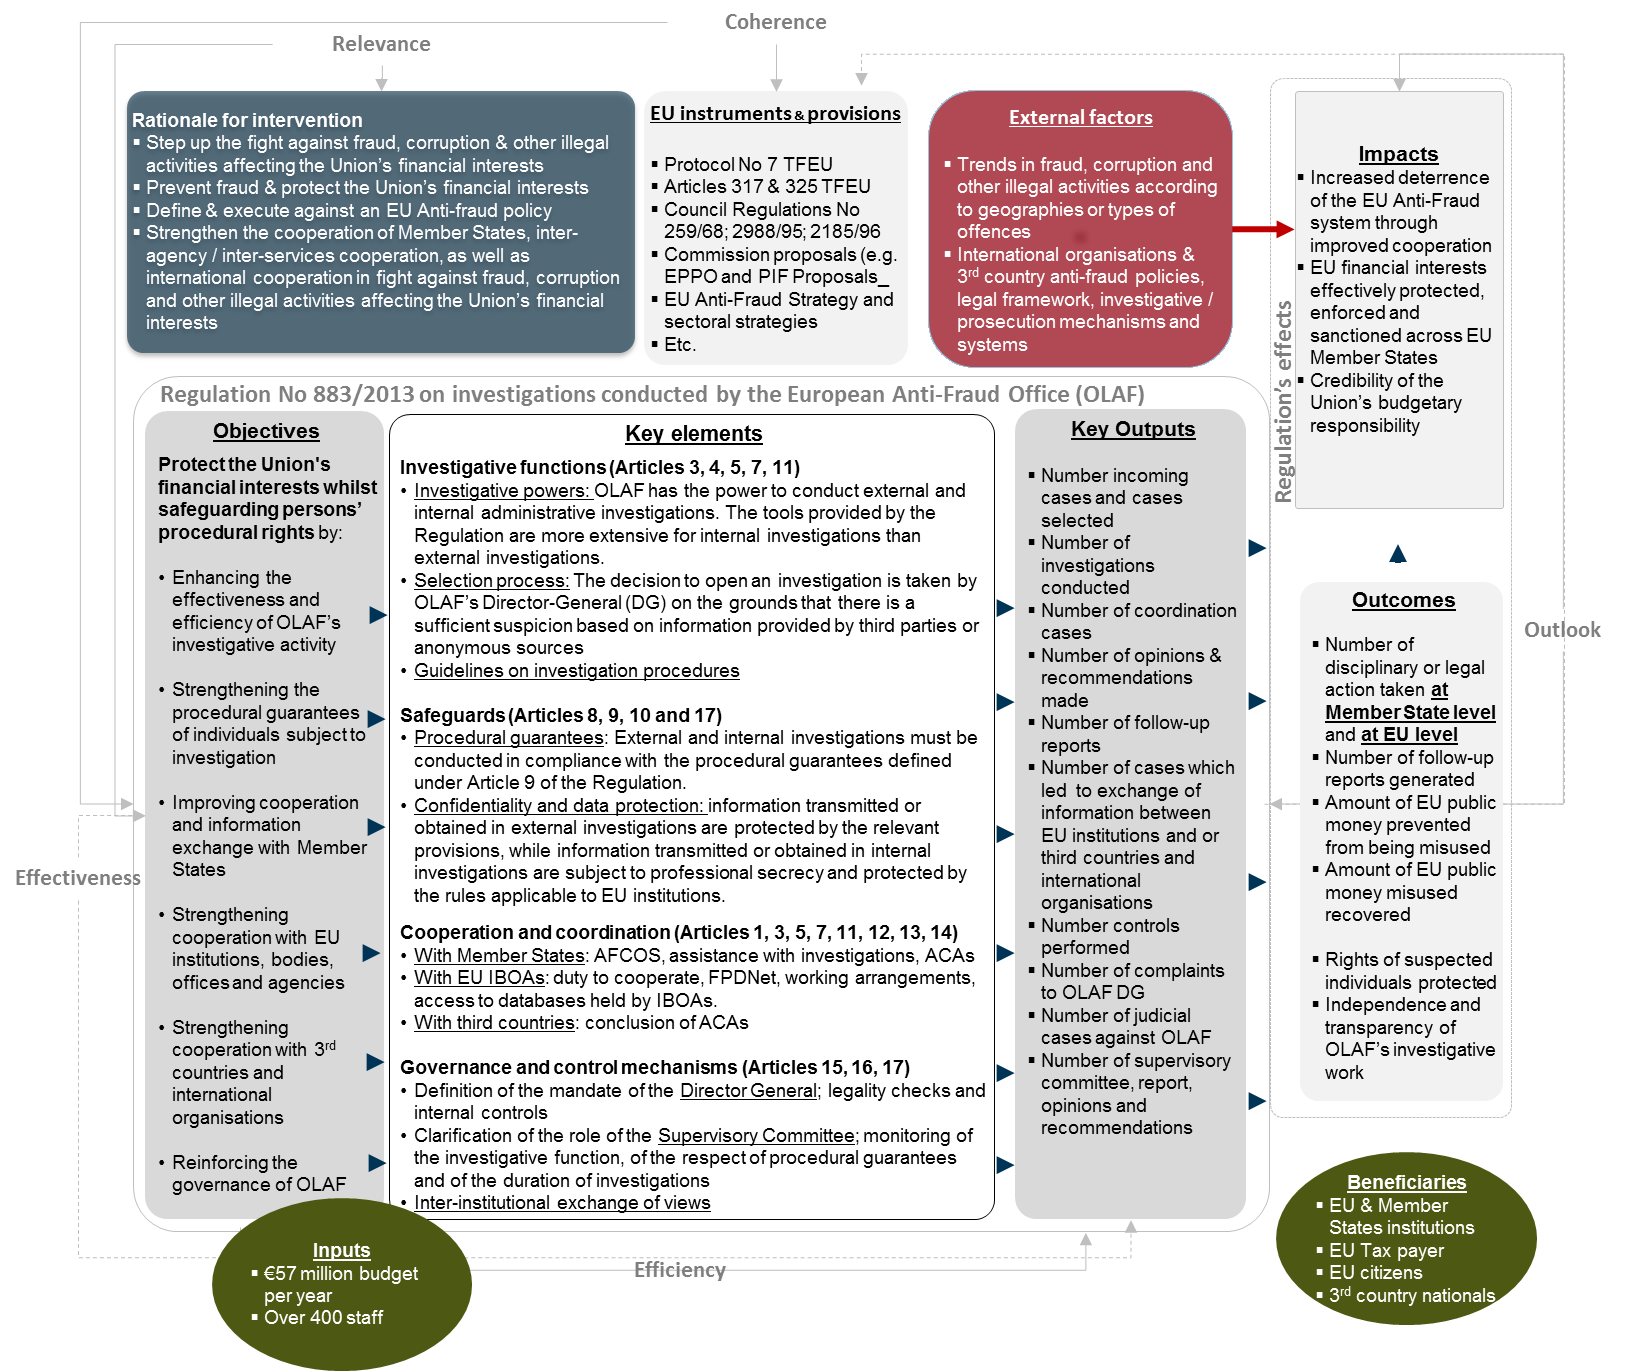 Coherence
Relevance
Rationale for intervention
▪ Step up the fight against fraud, corruption & other illegal
activities affecting the Union's financial interests
▪ Prevent fraud & protect the Union's financial interests
▪ Define & execute against an EU Anti-fraud policy
▪ Strengthen the cooperation of Member States, inter-
agency / inter-services cooperation, as well as
international cooperation in fight against fraud, corruption
and other illegal activities affecting the Union's financial
interests
EU instruments & provisions
▪ Protocol No 7 TFEU
▪ Articles 317 & 325 TFEU
▪ Council Regulations No
259/68; 2988/95; 2185/96
▪ Commission proposals (e.g.
EPPO and PIF Proposals_
▪ EU Anti-Fraud Strategy and
sectoral strategies
▪ Etc.
External factors
▪ Trends in fraud, corruption and
other illegal activities according
to geographies or types of
offences
▪ International organisations &
3rd country anti-fraud policies,
legal framework, investigative /
prosecution mechanisms and
systems
Regulation's effects
Impacts
▪ Increased deterrence
of the EU Anti-Fraud
system through
improved cooperation
▪ EU financial interests
effectively protected,
enforced and
sanctioned across EU
Member States
▪ Credibility of the
Union's budgetary
responsibility
Regulation No 883/2013 on investigations conducted by the European Anti-Fraud Office (OLAF)
Objectives
Protect the Union's
financial interests whilst
safeguarding persons'
procedural rights by:
• Enhancing the
effectiveness and
efficiency of OLAF's
investigative activity
• Strengthening the
procedural guarantees
of individuals subject to
investigation
• Improving cooperation
and information
exchange with Member
States
• Strengthening
cooperation with EU
institutions, bodies,
offices and agencies
• Strengthening
cooperation with 3rd
countries and
international
organisations
• Reinforcing the
governance of OLAF
Key elements
Investigative functions (Articles 3, 4, 5, 7, 11)
• Investigative powers: OLAF has the power to conduct external and
internal administrative investigations. The tools provided by the
Regulation are more extensive for internal investigations than
external investigations.
• Selection process: The decision to open an investigation is taken by
OLAF's Director-General (DG) on the grounds that there is a
sufficient suspicion based on information provided by third parties or
anonymous sources
• Guidelines on investigation procedures
Safeguards (Articles 8, 9, 10 and 17)
• Procedural guarantees: External and internal investigations must be
conducted in compliance with the procedural guarantees defined
under Article 9 of the Regulation.
• Confidentiality and data protection: information transmitted or
obtained in external investigations are protected by the relevant
provisions, while information transmitted or obtained in internal
investigations are subject to professional secrecy and protected by
the rules applicable to EU institutions.
Cooperation and coordination (Articles 1, 3, 5, 7, 11, 12, 13, 14)
• With Member States: AFCOS, assistance with investigations, ACAs
• With EU IBOAs: duty to cooperate, FPDNet, working arrangements,
access to databases held by IBOAs.
• With third countries: conclusion of ACAs
Governance and control mechanisms (Articles 15, 16, 17)
• Definition of the mandate of the Director General; legality checks and
internal controls
• Clarification of the role of the Supervisory Committee; monitoring of
the investigative function, of the respect of procedural guarantees
and of the duration of investigations
• Inter-institutional exchange of views
Key Outputs
▪ Number incoming
cases and cases
selected
▪ Number of
investigations
conducted
▪ Number of coordination
cases
▪ Number of opinions &
recommendations
made
▪ Number of follow-up
reports
▪ Number of cases which
led to exchange of
information between
EU institutions and or
third countries and
international
organisations
▪ Number controls
performed
▪ Number of complaints
to OLAF DG
▪ Number of judicial
cases against OLAF
▪ Number of supervisory
committee, report,
opinions and
recommendations
Outcomes
▪ Number of
disciplinary or legal
action taken at
Member State level
and at EU level
▪ Number of follow-up
reports generated
▪ Amount of EU public
money prevented
from being misused
▪ Amount of EU public
money misused
recovered
▪ Rights of suspected
individuals protected
▪ Independence and
transparency of
OLAF's investigative
work
Outlook
Effectiveness
Inputs
▪ €57 million budget
per year
▪ Over 400 staff
Efficiency
Beneficiaries
▪ EU & Member
States institutions
▪ EU Tax payer
▪ EU citizens
▪ 3rd country nationals